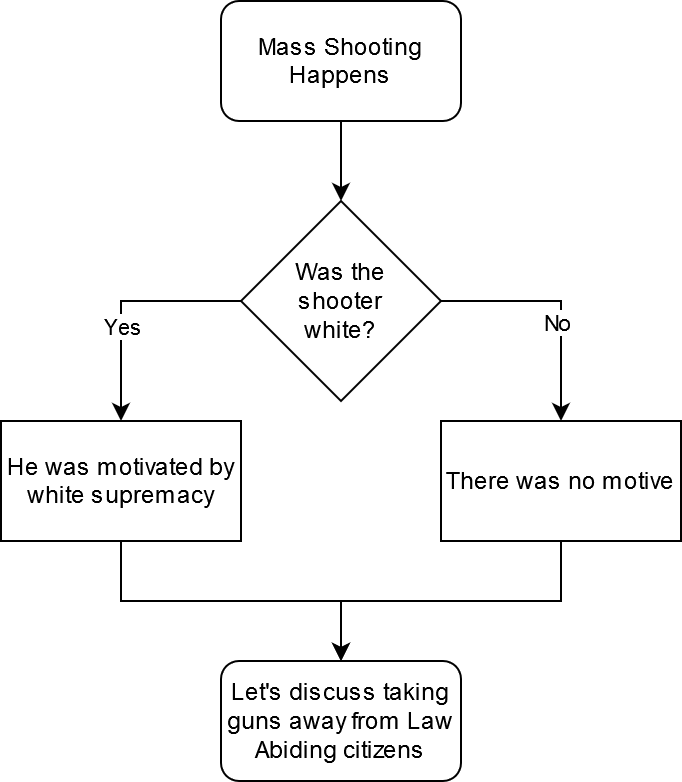 Mass Shooting
Happens
Was the
shooter
white?
Yes
No
He was motivated by
white supremacy
There was no motive
Let's discuss taking
guns away from Law
Abiding citizens